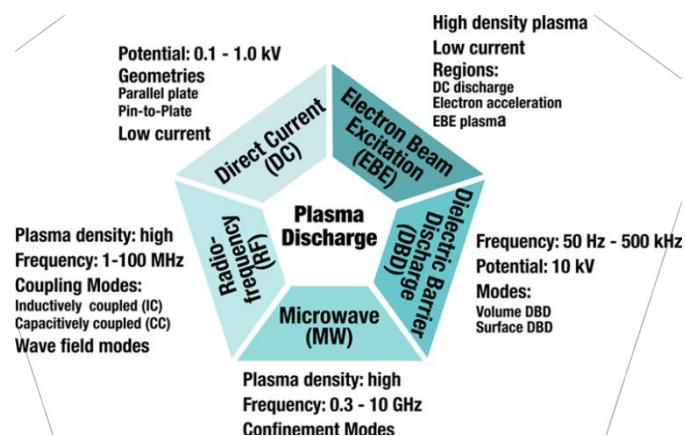 Potential: 0.1 - 1.0 kV
Geometries
Parallel plate
Pin-to-Plate
Low current
High density plasma
Low current
Regions:
DC discharge
Electron acceleration
EBE plasma
Direct Current
(DC)
Electron Beam
Excitation
(EBE)
Plasma
Discharge
Radio-
frequency
(RF)
Dielectric Barrier
Discharge
(DBD)
Microwave
(MW)
Plasma density: high
Frequency: 1-100 MHz
Coupling Modes:
Inductively coupled (IC)
Capacitively coupled (CC)
Wave field modes
Frequency: 50 Hz - 500 kHz
Potential: 10 kV
Modes:
Volume DBD
Surface DBD
Plasma density: high
Frequency: 0.3 - 10 GHz
Confinement Modes